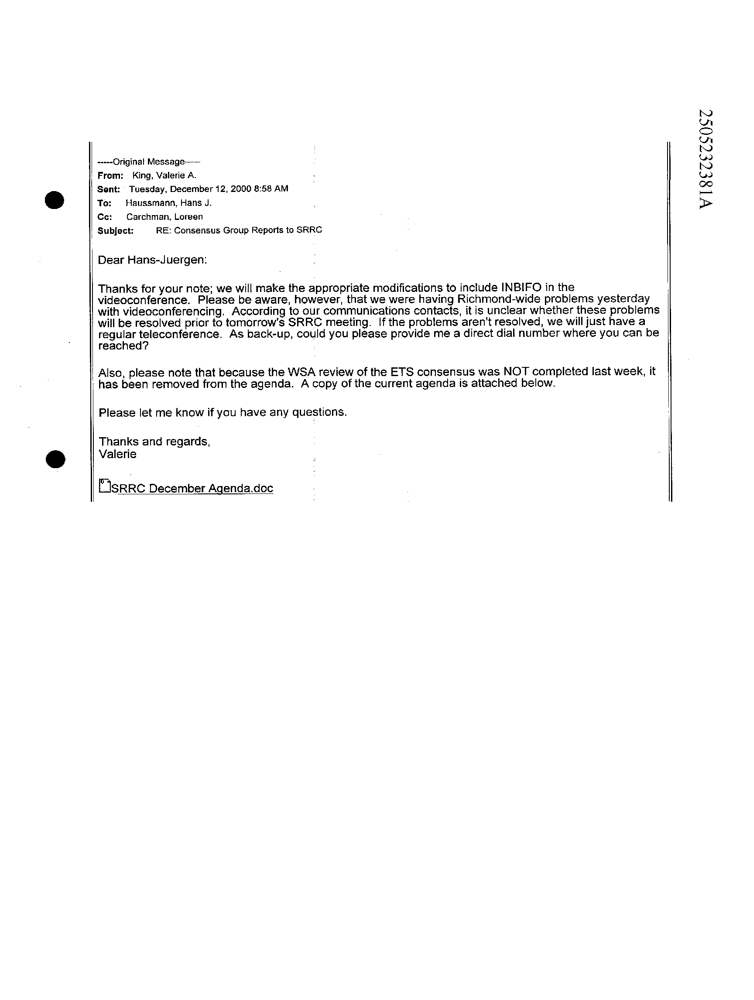 2505232381A
-----Original Message-----
From: King, Valerie A.
Sent: Tuesday, December 12, 2000 8:58 AM
To: Haussmann, Hans J.
Cc: Carchman, Loreen
Subject: RE: Consensus Group Reports to SRRC
Dear Hans-Juergen:
Thanks for your note; we will make the appropriate modifications to include INBIFO in the
videoconference. Please be aware, however, that we were having Richmond-wide problems yesterday
with videoconferencing. According to our communications contacts, it is unclear whether these problems
will be resolved prior to tomorrow's SRRC meeting. If the problems aren't resolved, we will just have a
regular teleconference. As back-up, could you please provide me a direct dial number where you can be
reached?
Also, please note that because the WSA review of the ETS consensus was NOT completed last week, it
has been removed from the agenda. A copy of the current agenda is attached below.
Please let me know if you have any questions.
Thanks and regards,
Valerie
SRRC December Agenda.doc